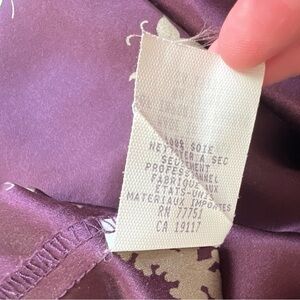 100% SOIE
NETTOYER A SEC
SEULEMENT
PROFESSIONNEL
FABRIQUE AUX
ETATS-UNIS
MATERIAUX IMPORTES
RN 77751
CA 19117